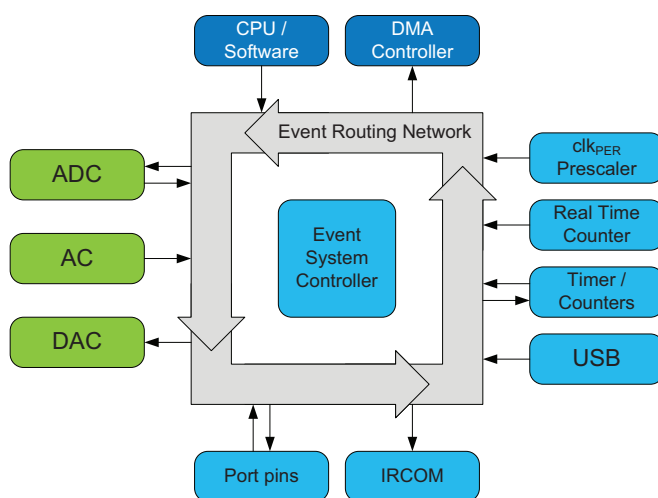 CPU /
Software
DMA
Controller
Event Routing Network
ADC
AC
DAC
Event
System
Controller
clkPER
Prescaler
Real Time
Counter
Timer /
Counters
USB
Port pins
IRCOM